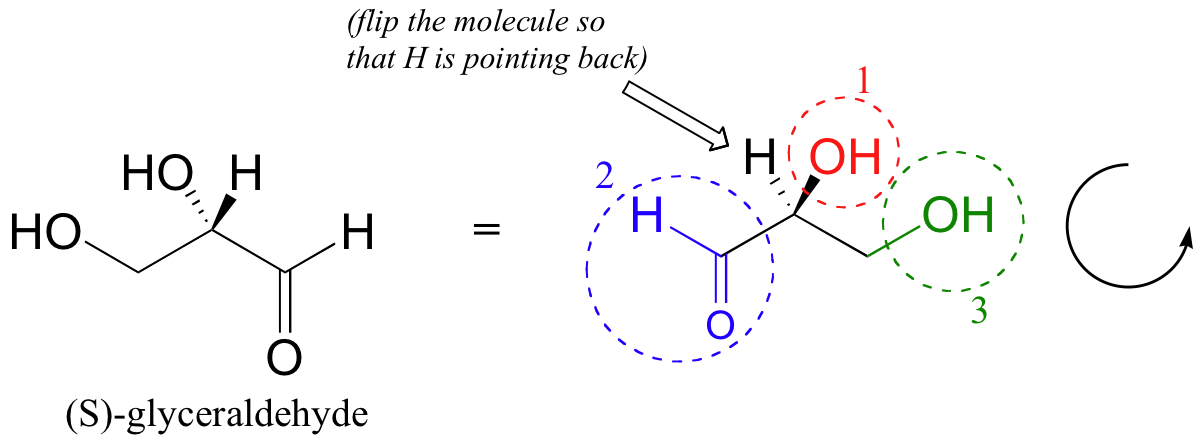 (flip the molecule so
that H is pointing back)
HO
H
HO
H
O
(S)-glyceraldehyde
=
1
H
OH
2
H
OH
O
3